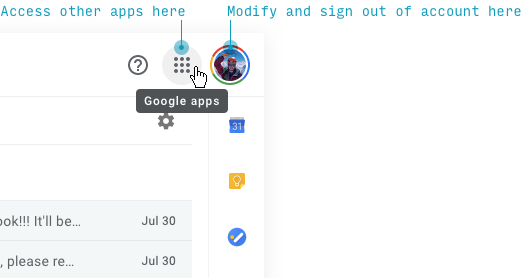 Access other apps here
Modify and sign out of account here
Google apps
31
ook!!! It'll be...
Jul 30
, please re...
Jul 30